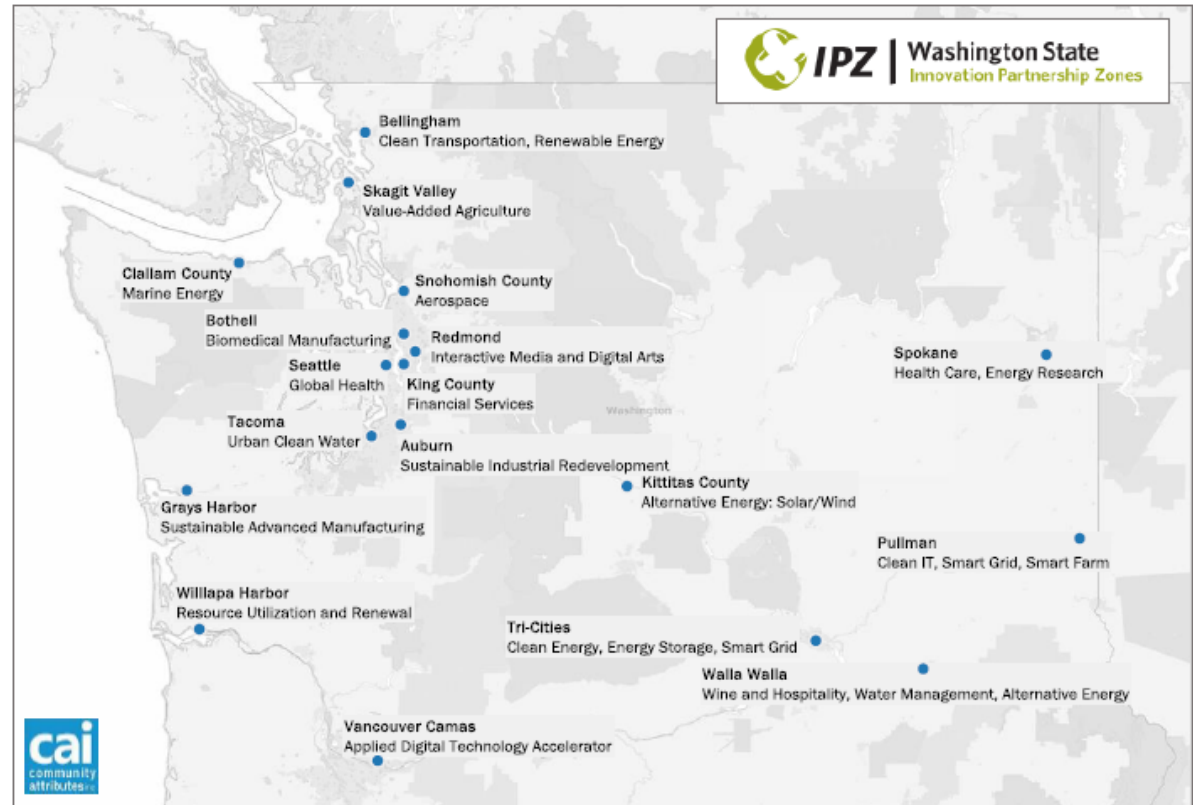 IPZ | Washington State
Innovation Partnership Zones
Bellingham
Clean Transportation, Renewable Energy
Skagit Valley
Value-Added Agriculture
Clallam County
Marine Energy
Snohomish County
Aerospace
Bothell
Biomedical Manufacturing
Redmond
Interactive Media and Digital Arts
Seattle
Global Health
King County
Financial Services
Spokane
Health Care, Energy Research
Washington
Tacoma
Urban Clean Water
Auburn
Sustainable Industrial Redevelopment
Kittitas County
Alternative Energy: Solar/Wind
Grays Harbor
Sustainable Advanced Manufacturing
Pullman
Clean IT, Smart Grid, Smart Farm
Willapa Harbor
Resource Utilization and Renewal
Tri-Cities
Clean Energy, Energy Storage, Smart Grid
Walla Walla
Wine and Hospitality, Water Management, Alternative Energy
Vancouver Camas
Applied Digital Technology Accelerator
cai
community
attributes